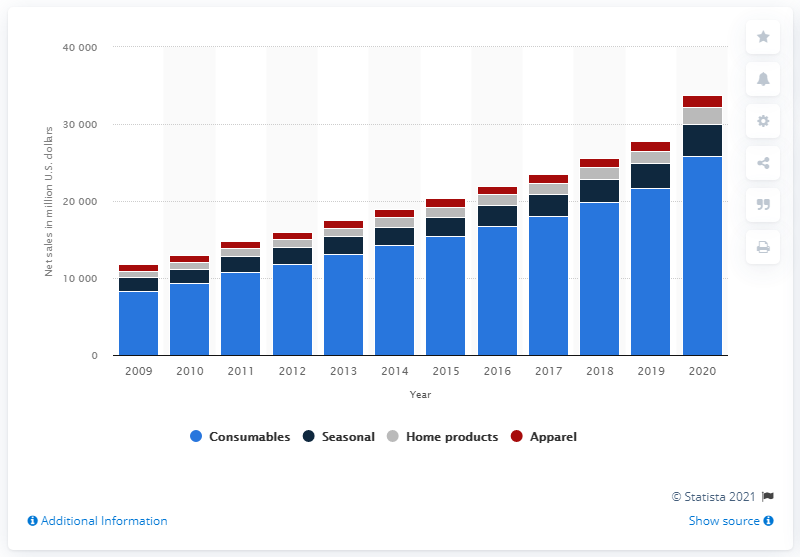 40 000
30 000
20 000
10 000
0
Net sales in million U.S. dollars
2009 2010 2011 2012 2013 2014 2015 2016 2017 2018 2019 2020
Year
Consumables Seasonal Home products Apparel
© Statista 2021
Additional Information Show source